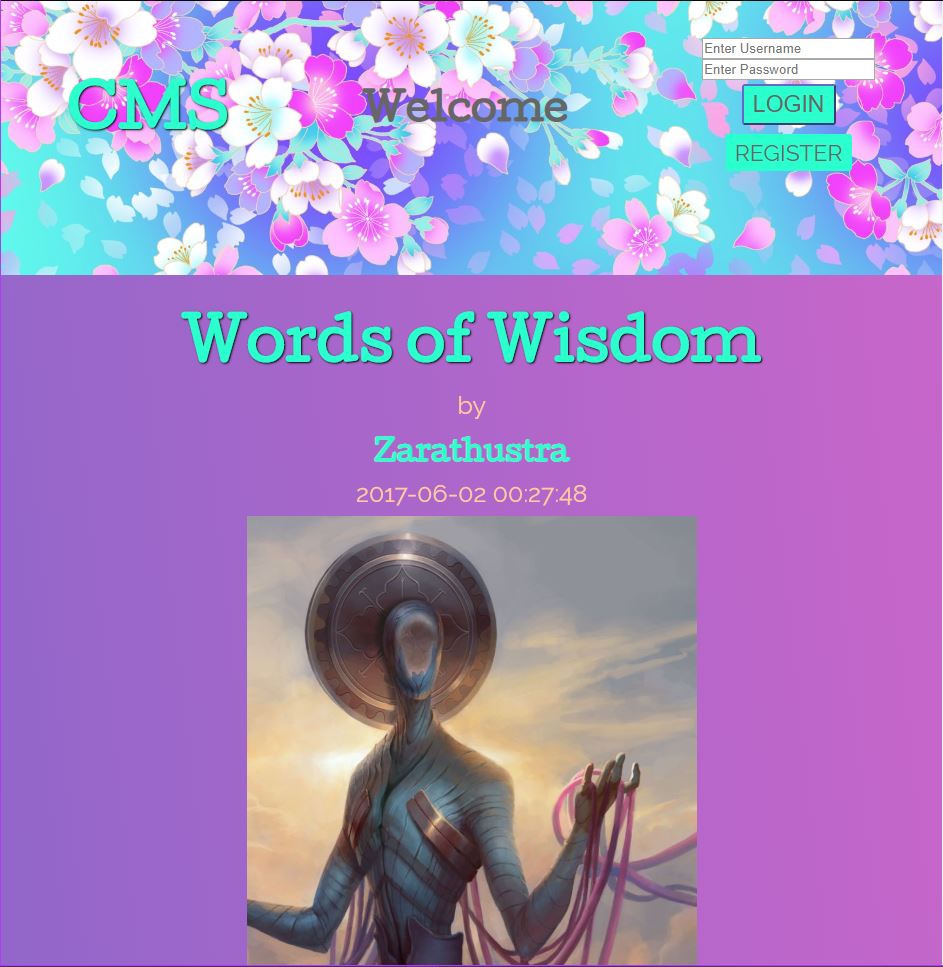 CMS
Welcome
Enter Username
Enter Password
LOGIN
REGISTER
Words of Wisdom
by
Zarathustra
2017-06-02 00:27:48